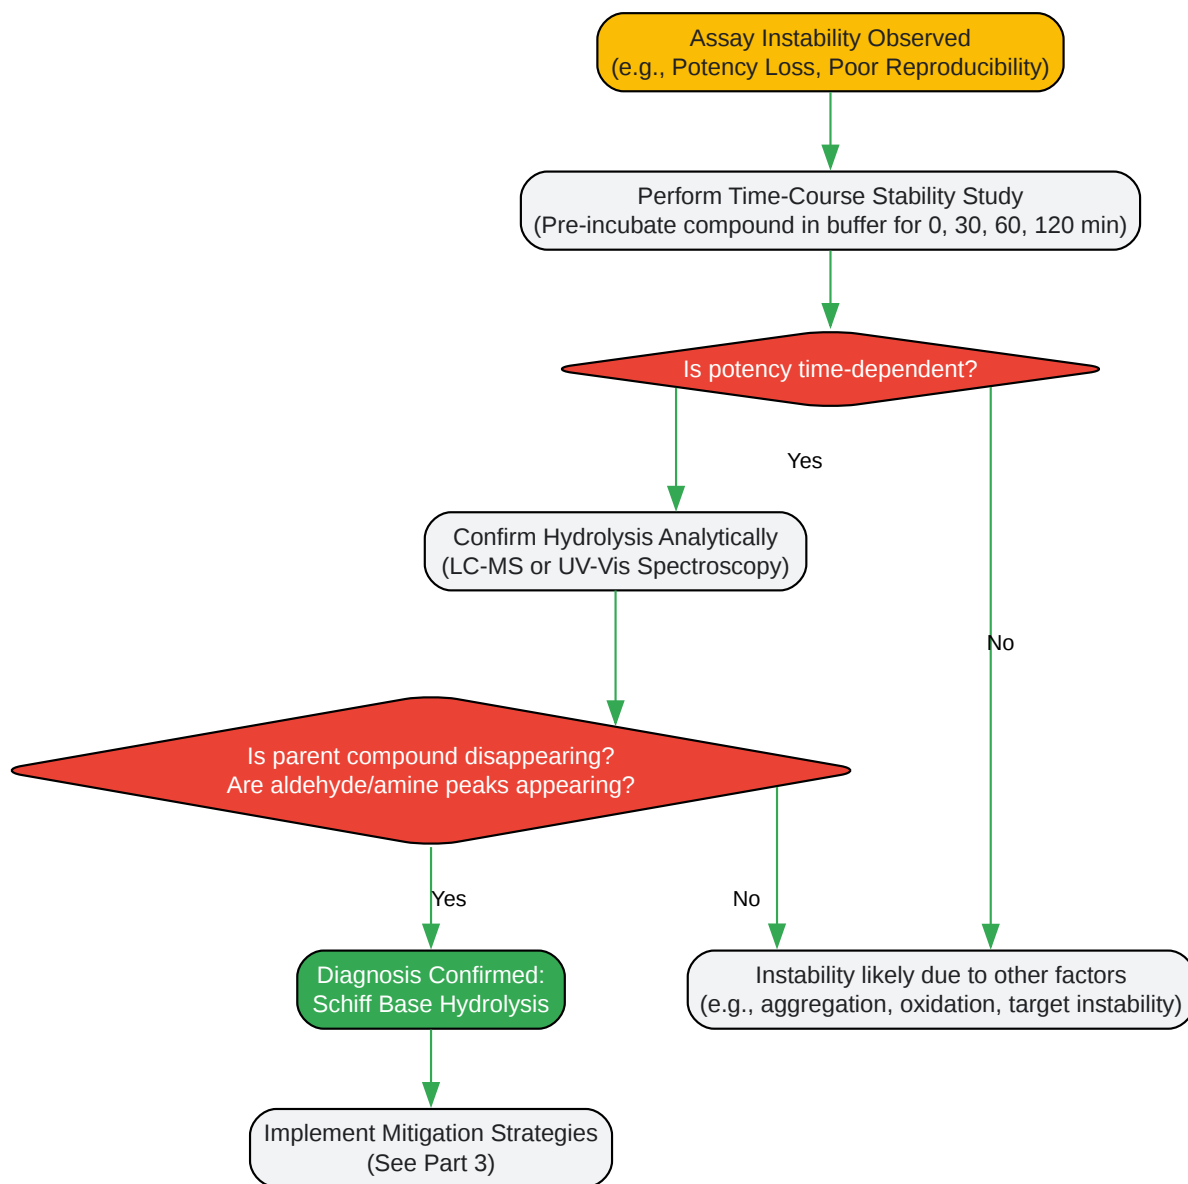 Assay Instability Observed
(e.g., Potency Loss, Poor Reproducibility)
Perform Time-Course Stability Study
(Pre-incubate compound in buffer for 0, 30, 60, 120 min)
Is potency time-dependent?
Yes
Confirm Hydrolysis Analytically
(LC-MS or UV-Vis Spectroscopy)
No
Is parent compound disappearing?
Are aldehyde/amine peaks appearing?
Yes
No
Diagnosis Confirmed:
Schiff Base Hydrolysis
Instability likely due to other factors
(e.g., aggregation, oxidation, target instability)
Implement Mitigation Strategies
(See Part 3)